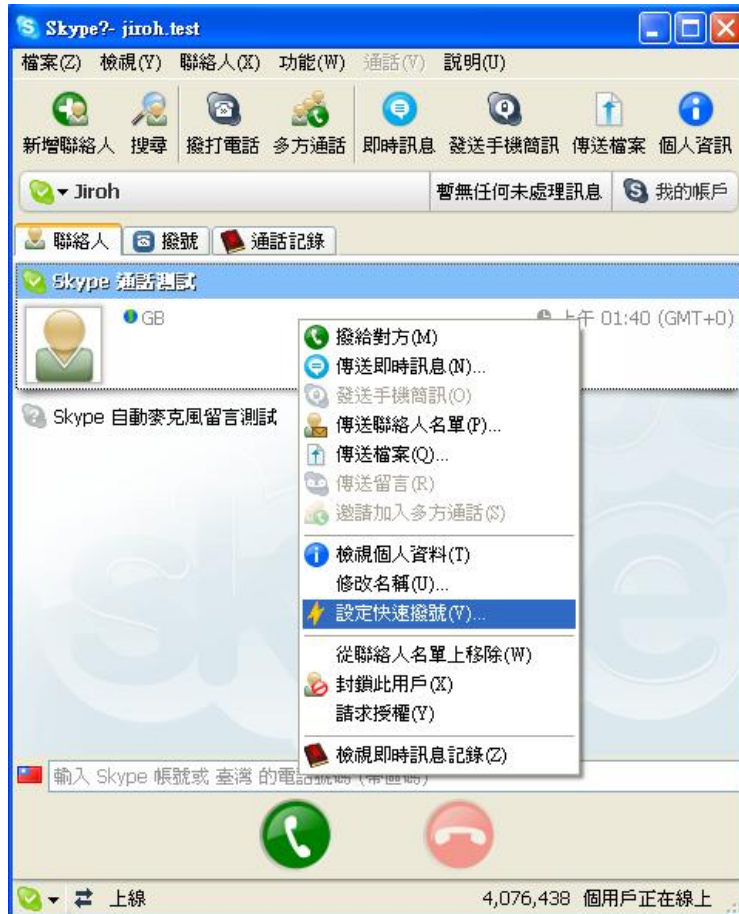 Skype?- jiroh.test
檔案(Z) 檢視(Y) 聯絡人(X) 功能(W) 通話(V) 說明(U)
新增聯絡人 搜尋 撥打電話 多方通話 即時訊息 發送手機簡訊 傳送檔案 個人資訊
Jiroh 暫無任何未處理訊息 我的帳戶
聯絡人 撥號 通話記錄
Skype 通話測試
GB 上午 01:40 (GMT+0)
撥給對方(M)
傳送即時訊息(N)...
發送手機簡訊(O)
Skype 自動麥克風留言測試
傳送聯絡人名單(P)...
傳送檔案(Q)...
傳送留言(R)
邀請加入多方通話(S)
檢視個人資料(T)
修改名稱(U)...
設定快速撥號(V)...
從聯絡人名單上移除(W)
封鎖此用戶(X)
請求授權(Y)
檢視即時訊息記錄(Z)
輸入 Skype 帳號或 臺灣 的電話號碼 (帶區碼)
上線 4,076,438 個用戶正在線上